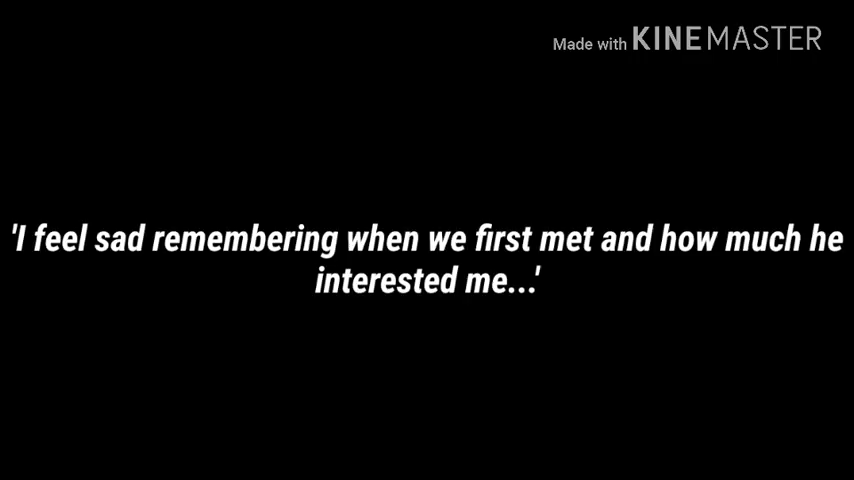 Made with KINEMASTER
'I feel sad remembering when we first met and how much he
interested me...'